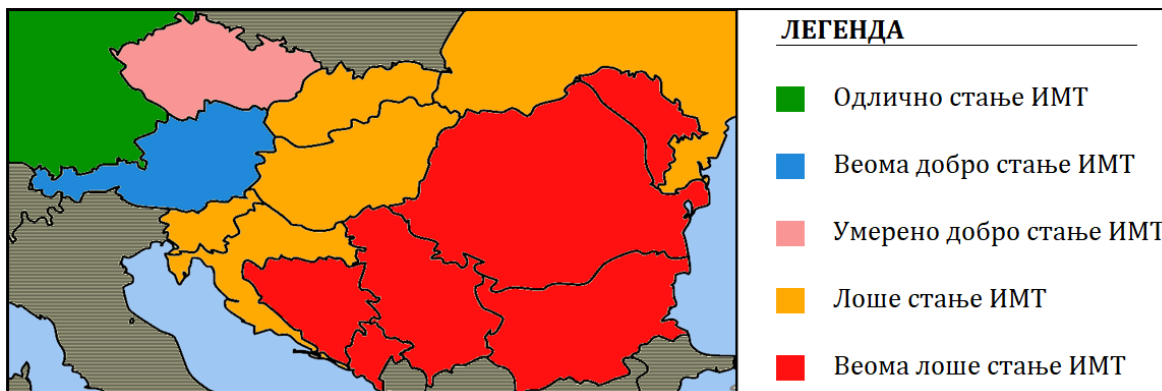 ЛЕГЕНДА
Одлично стање ИМТ
Веома добро стање ИМТ
Умерено добро стање ИМТ
Лоше стање ИМТ
Веома лоше стање ИМТ